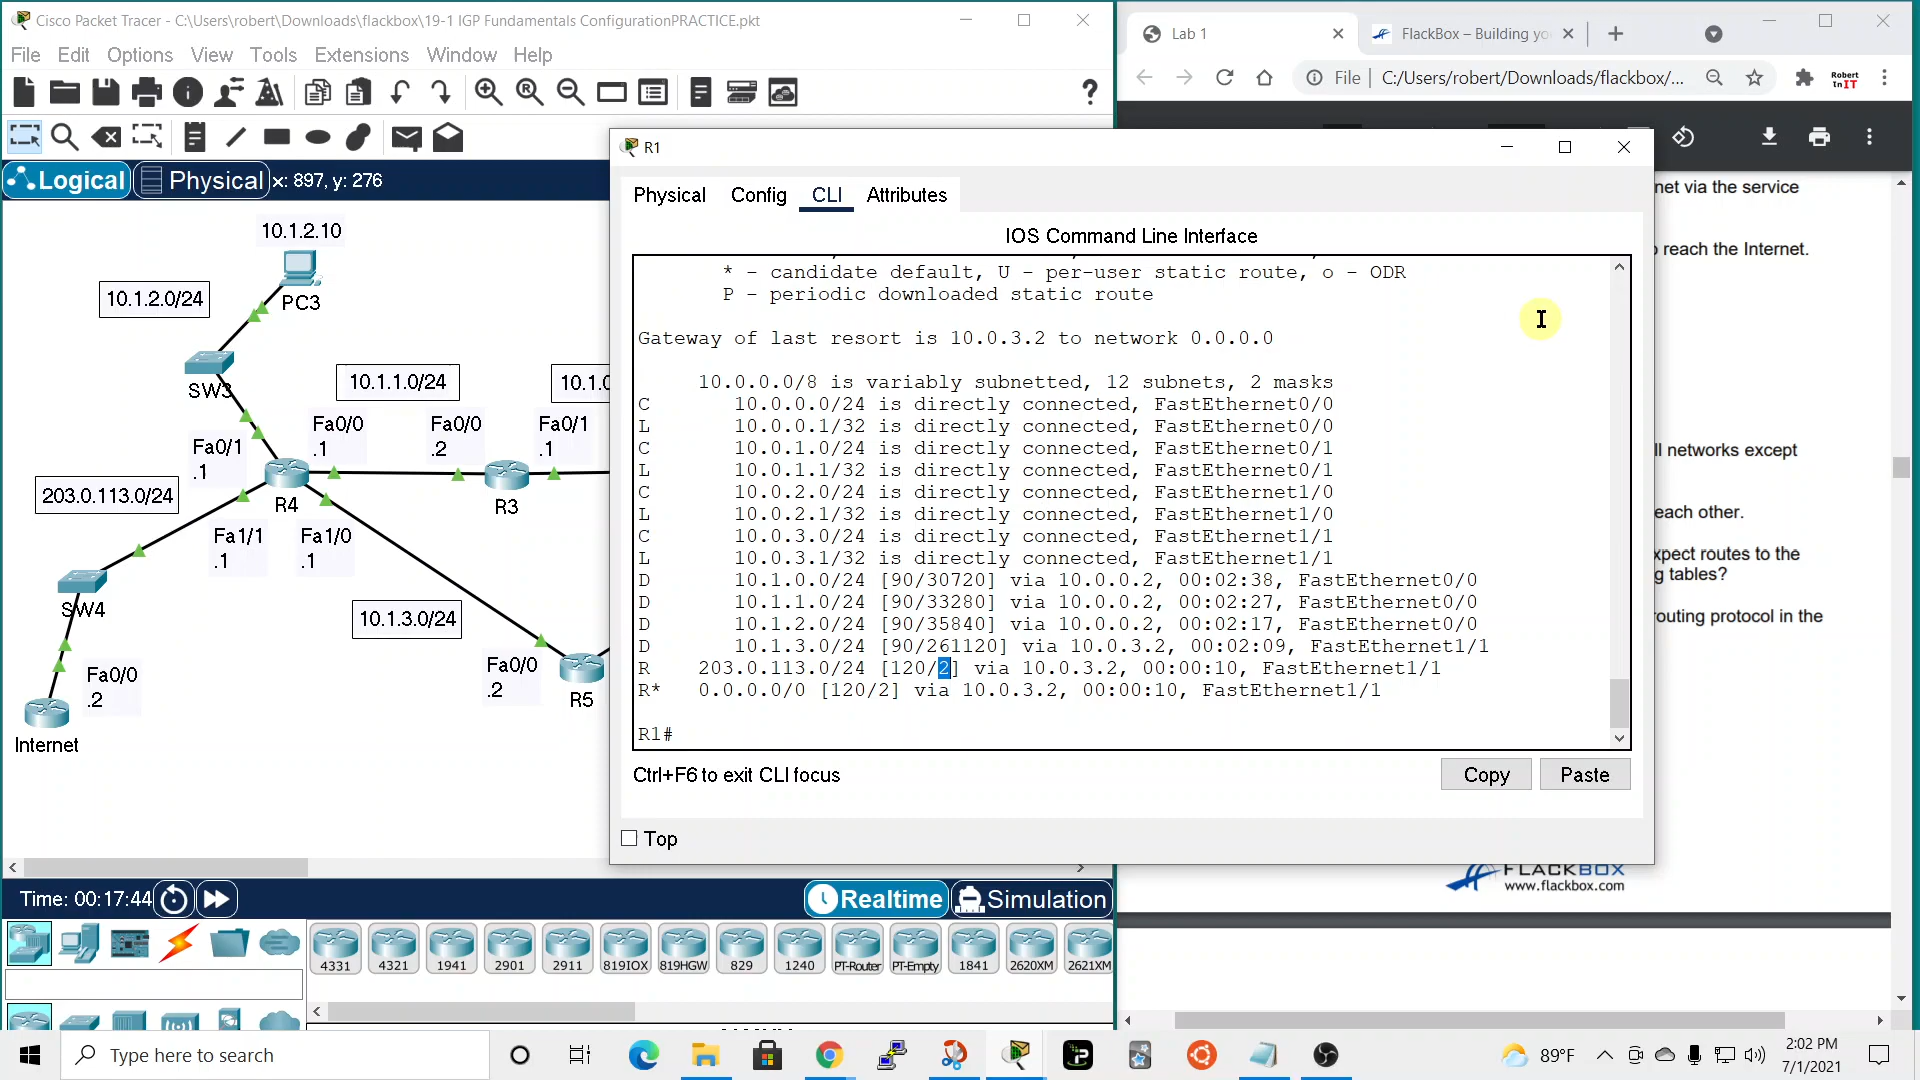 Cisco Packet Tracer - C:\Users\robert\Downloads\flackbox\19-1 IGP Fundamentals ConfigurationPRACTICE.pkt
File Edit Options View Tools Extensions Window Help
Logical Physical x: 897, y: 276
10.1.2.10
10.1.2.0/24
PC3
SW3
10.1.1.0/24
10.1.0
Fa0/0
.1
Fa0/0
.2
Fa0/1
.1
Fa0/1
.1
203.0.113.0/24
R4
R3
Fa1/1
.1
Fa1/0
.1
SW4
10.1.3.0/24
Fa0/0
.2
Fa0/0
.2
R5
Internet
Time: 00:17:44
Realtime Simulation
4331 4321 1941 2901 2911 819IOX 819HGW 829 1240 PT-Router PT-Empty 1841 2620XM 2621XM
R1
Physical Config CLI Attributes
IOS Command Line Interface
* - candidate default, U - per-user static route, o - ODR
P - periodic downloaded static route
Gateway of last resort is 10.0.3.2 to network 0.0.0.0
10.0.0.0/8 is variably subnetted, 12 subnets, 2 masks
C 10.0.0.0/24 is directly connected, FastEthernet0/0
L 10.0.0.1/32 is directly connected, FastEthernet0/0
C 10.0.1.0/24 is directly connected, FastEthernet0/1
L 10.0.1.1/32 is directly connected, FastEthernet0/1
C 10.0.2.0/24 is directly connected, FastEthernet1/0
L 10.0.2.1/32 is directly connected, FastEthernet1/0
C 10.0.3.0/24 is directly connected, FastEthernet1/1
L 10.0.3.1/32 is directly connected, FastEthernet1/1
D 10.1.0.0/24 [90/30720] via 10.0.0.2, 00:02:38, FastEthernet0/0
D 10.1.1.0/24 [90/33280] via 10.0.0.2, 00:02:27, FastEthernet0/0
D 10.1.2.0/24 [90/35840] via 10.0.0.2, 00:02:17, FastEthernet0/0
D 10.1.3.0/24 [90/261120] via 10.0.3.2, 00:02:09, FastEthernet1/1
R 203.0.113.0/24 [120/2] via 10.0.3.2, 00:00:10, FastEthernet1/1
R* 0.0.0.0/0 [120/2] via 10.0.3.2, 00:00:10, FastEthernet1/1
R1#
Ctrl+F6 to exit CLI focus
Copy Paste
Top
Lab 1
FlackBox – Building yo
File C:/Users/robert/Downloads/flackbox/...
Robert
InIT
net via the service
reach the Internet.
ll networks except
each other.
xpect routes to the
g tables?
routing protocol in the
FLACKBOX
www.flackbox.com
Type here to search
89°F
2:02 PM
7/1/2021